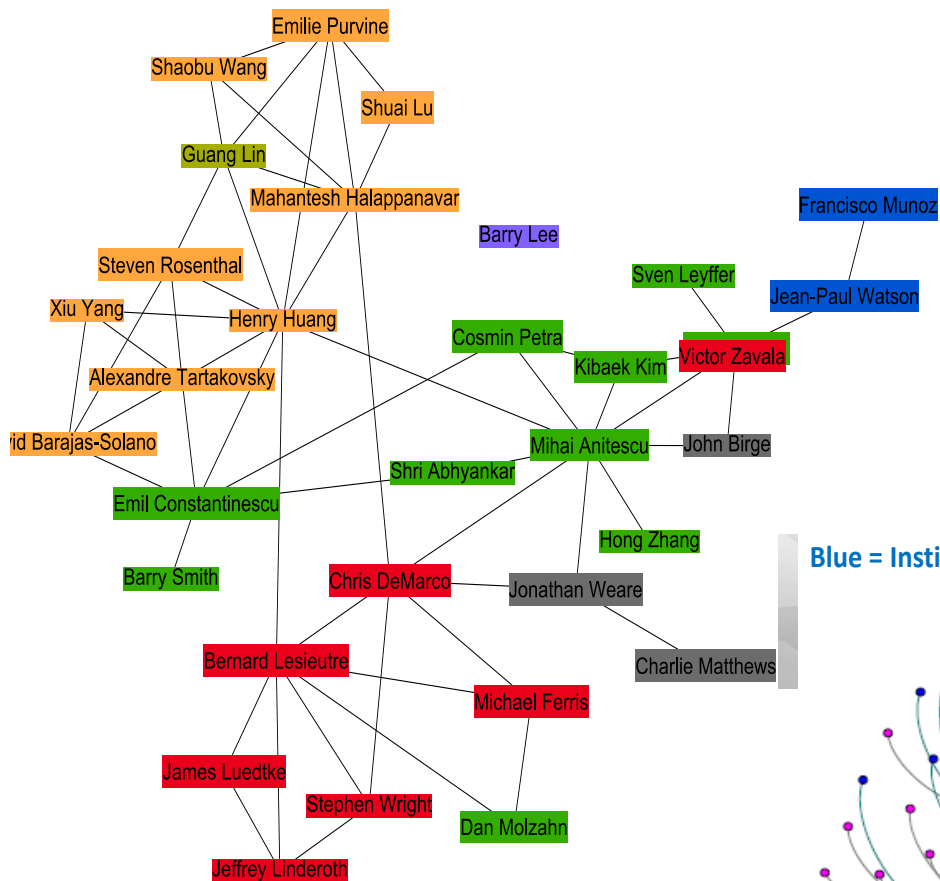 Emilie Purvine
Shaobu Wang
Shuai Lu
Guang Lin
Mahantesh Halappanavar
Francisco Munoz
Barry Lee
Steven Rosenthal
Sven Leyffer
Jean-Paul Watson
Xiu Yang
Henry Huang
Cosmin Petra
Victor Zavala
Kibaek Kim
Alexandre Tartakovsky
vid Barajas-Solano
Mihai Anitescu
John Birge
Shri Abhyankar
Emil Constantinescu
Hong Zhang
Blue = Insti
Barry Smith
Chris DeMarco
Jonathan Weare
Bernard Lesieutre
Charlie Matthews
Michael Ferris
James Luedtke
Stephen Wright
Dan Molzahn
Jeffrey Linderoth